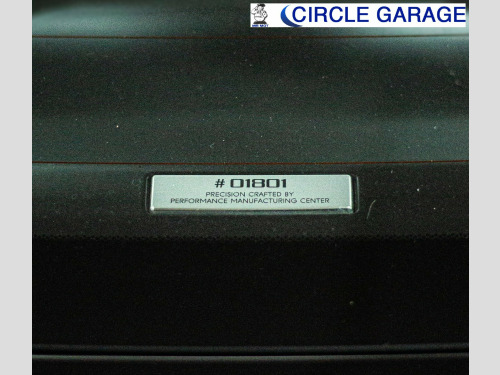 CIRCLE GARAGE
# 01801
PRECISION CRAFTED BY
PERFORMANCE MANUFACTURING CENTER